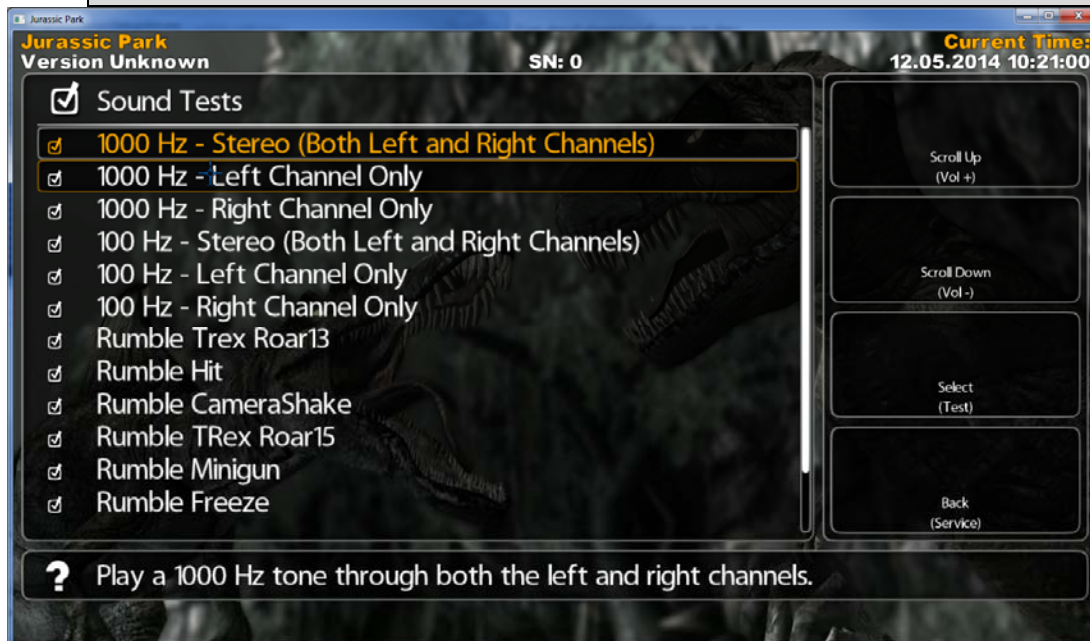 Jurassic Park
Jurassic Park
Version Unknown
SN: 0
Current Time:
12.05.2014 10:21:00
Sound Tests
1000 Hz - Stereo (Both Left and Right Channels)
1000 Hz - Left Channel Only
1000 Hz - Right Channel Only
100 Hz - Stereo (Both Left and Right Channels)
100 Hz - Left Channel Only
100 Hz - Right Channel Only
Rumble Trex Roar13
Rumble Hit
Rumble CameraShake
Rumble TRex Roar15
Rumble Minigun
Rumble Freeze
Scroll Up
(Vol +)
Scroll Down
(Vol -)
Select
(Test)
Back
(Service)
? Play a 1000 Hz tone through both the left and right channels.